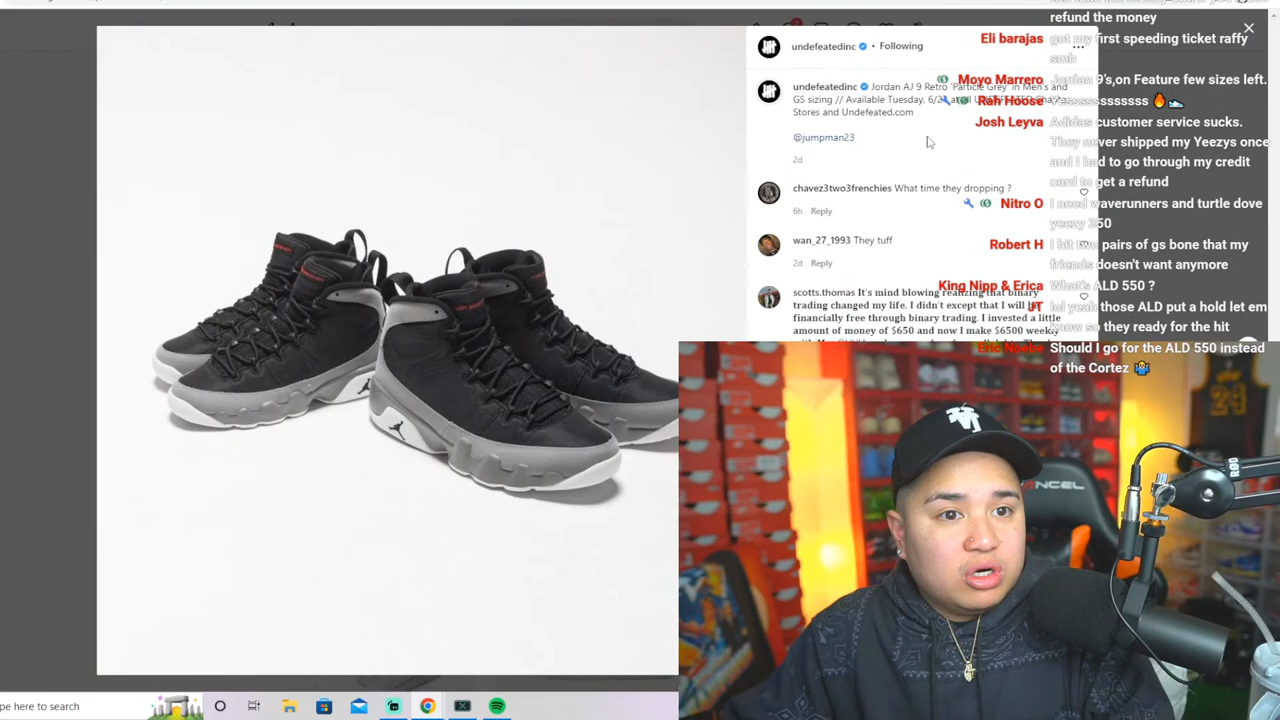 undefeatedinc • Following
undefeatedinc Jordan AJ 9 Retro 'Particle Grey' in Men's and
GS sizing // Available Tuesday, 6/2
Stores and Undefeated.com
@jumpman23
2d
chavez3two3frenchies What time they dropping ?
6h Reply
wan_27_1993 They tuff
2d Reply
scotts.thomas It's mind blowing realizing that binary
trading changed my life, I didn't except that I will be
financially free through binary trading. I invested a little
amount of money of $650 and now I make $6500 weekly
refund the money
Eli barajas got my first speeding ticket raffy
smh
Moyo Marrero Jordan 9's,on Feature few sizes left.
Rah Hoose Yessssssssssss
Josh Leyva Adidas customer service sucks.
They never shipped my Yeezys once
and I had to go through my credit
card to get a refund
Nitro O I need waverunners and turtle dove
yeezy 350
Robert H I hit two pairs of gs bone that my
friends doesn't want anymore
King Nipp & Erica What's ALD 550 ?
JT lol yeah those ALD put a hold let em
know so they ready for the hit
Should I go for the ALD 550 instead
of the Cortez
24
RØD
pe here to search